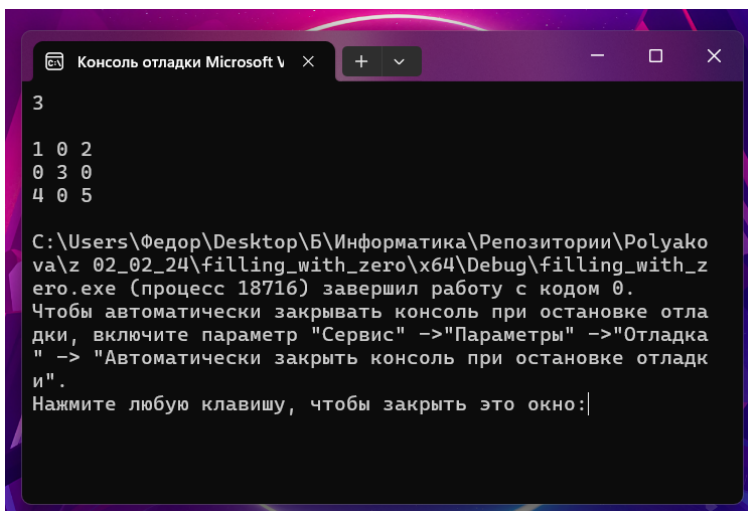 Консоль отладки Microsoft V
3
1 0 2
0 3 0
4 0 5
C:\Users\Федор\Desktop\Б\Информатика\Репозитории\Polyako
va\z 02_02_24\filling_with_zero\x64\Debug\filling_with_z
ero.exe (процесс 18716) завершил работу с кодом 0.
Чтобы автоматически закрывать консоль при остановке отла
дки, включите параметр "Сервис" ->"Параметры" ->"Отладка
" -> "Автоматически закрыть консоль при остановке отладк
и".
Нажмите любую клавишу, чтобы закрыть это окно: